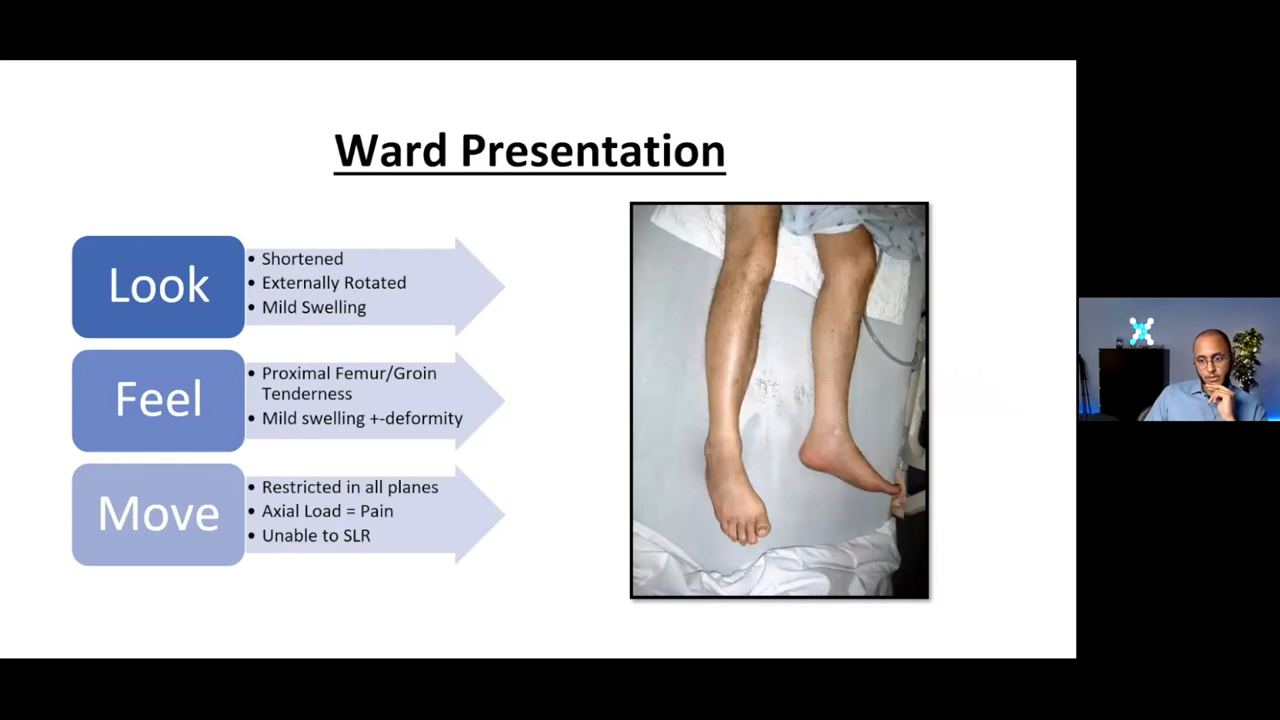 Ward Presentation
Look
• Shortened
• Externally Rotated
• Mild Swelling
Feel
• Proximal Femur/Groin
Tenderness
• Mild swelling +-deformity
Move
• Restricted in all planes
• Axial Load = Pain
• Unable to SLR